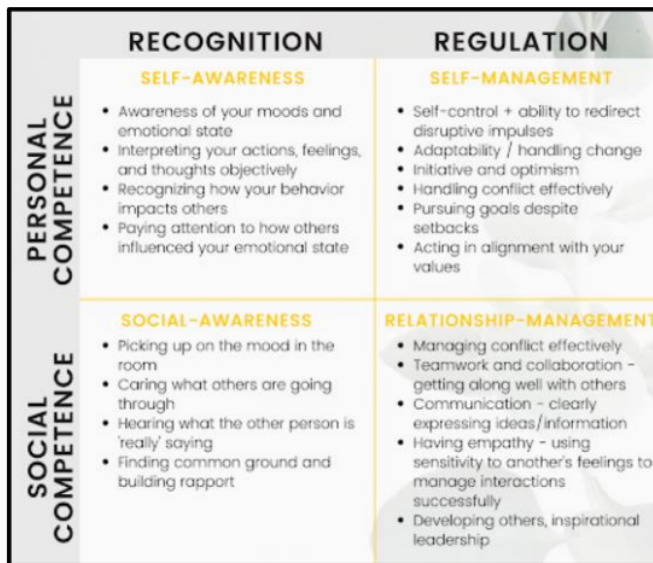 RECOGNITION
REGULATION
PERSONAL
COMPETENCE
SELF-AWARENESS
• Awareness of your moods and
emotional state
• Interpreting your actions, feelings,
and thoughts objectively
• Recognizing how your behavior
impacts others
• Paying attention to how others
influenced your emotional state
SELF-MANAGEMENT
• Self-control + ability to redirect
disruptive impulses
• Adaptability / handling change
• Initiative and optimism
• Handling conflict effectively
• Pursuing goals despite
setbacks
• Acting in alignment with your
values
SOCIAL
COMPETENCE
SOCIAL-AWARENESS
• Picking up on the mood in the
room
• Caring what others are going
through
• Hearing what the other person is
'really' saying
• Finding common ground and
building rapport
RELATIONSHIP-MANAGEMENT
• Managing conflict effectively
• Teamwork and collaboration -
getting along well with others
• Communication - clearly
expressing ideas/information
• Having empathy - using
sensitivity to another's feelings to
manage interactions
successfully
• Developing others, inspirational
leadership